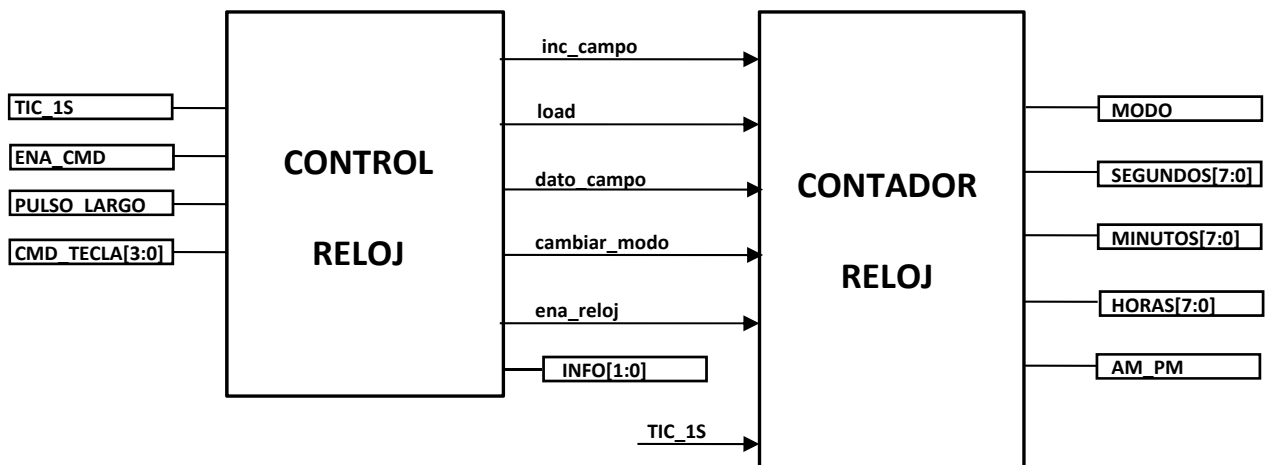 inc_campo
TIC_1S
load
MODO
ENA_CMD
CONTROL
dato_campo
CONTADOR
SEGUNDOS[7:0]
PULSO_LARGO
CMD_TECLA[3:0]
RELOJ
cambiar_modo
RELOJ
MINUTOS[7:0]
ena_reloj
HORAS[7:0]
INFO[1:0]
AM_PM
TIC_1S